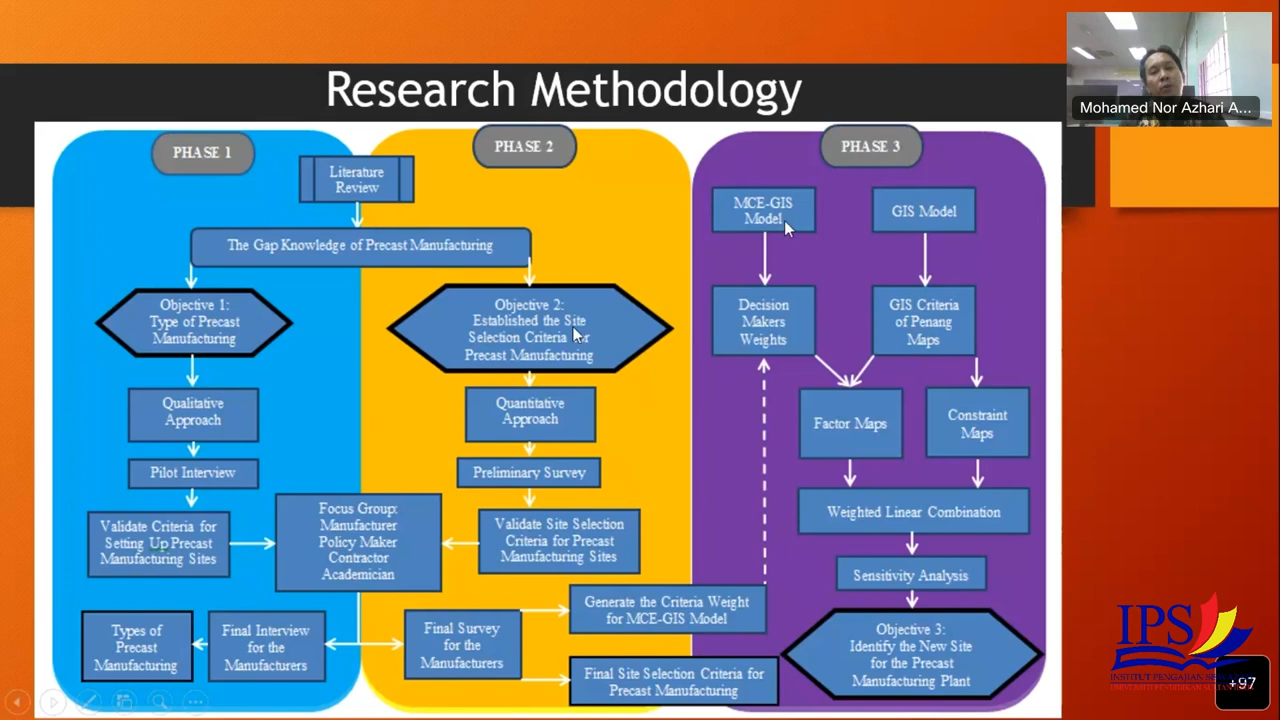 Research Methodology
Mohamed Nor Azhari A...
PHASE 1
PHASE 2
PHASE 3
Literature
Review
The Gap Knowledge of Precast Manufacturing
Objective 1:
Type of Precast
Manufacturing
Qualitative
Approach
Pilot Interview
Validate Criteria for
Setting Up Precast
Manufacturing Sites
Focus Group:
Manufacturer
Policy Maker
Contractor
Academician
Types of
Precast
Manufacturing
Final Interview
for the
Manufacturers
Objective 2:
Established the Site
Selection Criteria for
Precast Manufacturing
Quantitative
Approach
Preliminary Survey
Validate Site Selection
Criteria for Precast
Manufacturing Sites
Final Survey
for the
Manufacturers
Generate the Criteria Weight
for MCE-GIS Model
Final Site Selection Criteria for
Precast Manufacturing
MCE-GIS
Model
GIS Model
Decision
Makers
Weights
GIS Criteria
of Penang
Maps
Factor Maps
Constraint
Maps
Weighted Linear Combination
Sensitivity Analysis
Objective 3:
Identify the New Site
for the Precast
Manufacturing Plant
IPS
+97